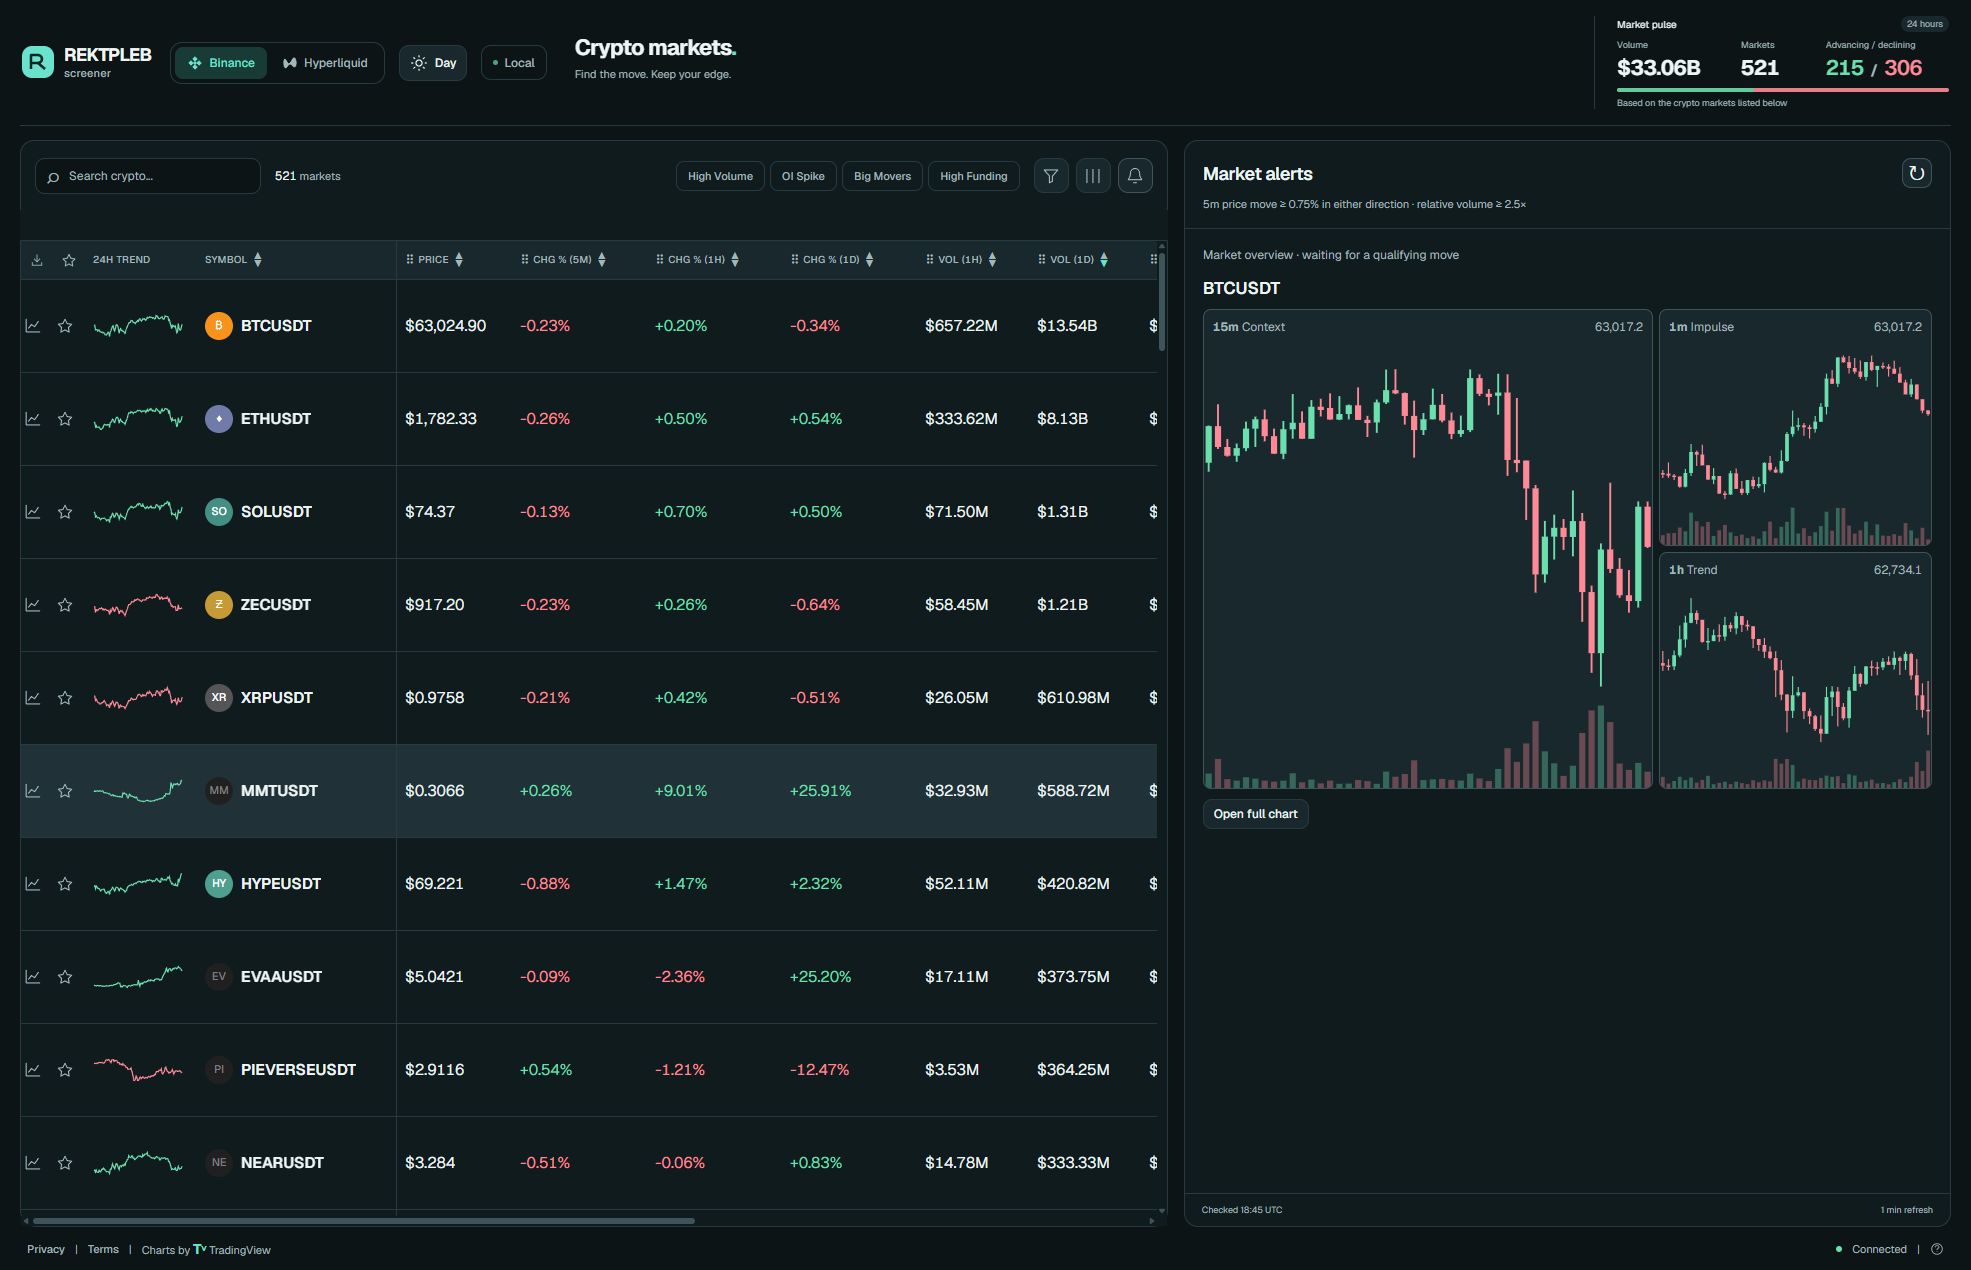 REKTPLEB
screener
Binance
Hyperliquid
Day
Local
Crypto markets.
Find the move. Keep your edge.
Market pulse
24 hours
Volume
Markets
Advancing / declining
$33.06B
521
215 / 306
Based on the crypto markets listed below
Search crypto...
521 markets
High Volume
OI Spike
Big Movers
High Funding
24H TREND
SYMBOL
PRICE
CHG % (5M)
CHG % (1H)
CHG % (1D)
VOL (1H)
VOL (1D)
BTCUSDT $63,024.90 -0.23% +0.20% -0.34% $657.22M $13.54B $
ETHUSDT $1,782.33 -0.26% +0.50% +0.54% $333.62M $8.13B $
SO SOLUSDT $74.37 -0.13% +0.70% +0.50% $71.50M $1.31B $
ZECUSDT $917.20 -0.23% +0.26% -0.64% $58.45M $1.21B $
XR XRPUSDT $0.9758 -0.21% +0.42% -0.51% $26.05M $610.98M $
MM MMTUSDT $0.3066 +0.26% +9.01% +25.91% $32.93M $588.72M $
HY HYPEUSDT $69.221 -0.88% +1.47% +2.32% $52.11M $420.82M $
EV EVAAUSDT $5.0421 -0.09% -2.36% +25.20% $17.11M $373.75M $
PI PIEVERSEUSDT $2.9116 +0.54% -1.21% -12.47% $3.53M $364.25M $
NE NEARUSDT $3.284 -0.51% -0.06% +0.83% $14.78M $333.33M $
Market alerts
5m price move ≥ 0.75% in either direction · relative volume ≥ 2.5×
Market overview · waiting for a qualifying move
BTCUSDT
15m Context 63,017.2
1m Impulse 63,017.2
1h Trend 62,734.1
Open full chart
Checked 18:45 UTC
1 min refresh
Privacy | Terms | Charts by TradingView
Connected |